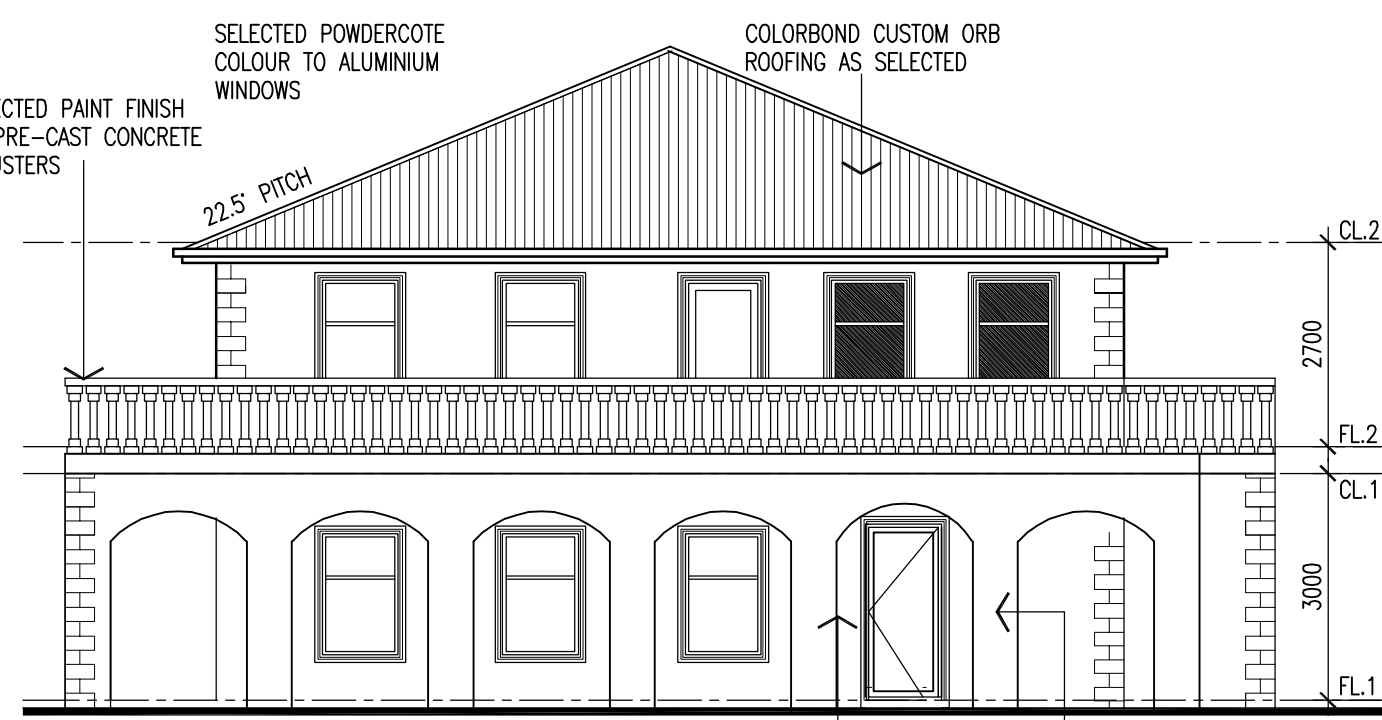 SELECTED POWDERCOTE
COLOUR TO ALUMINIUM
WINDOWS
COLORBOND CUSTOM ORB
ROOFING AS SELECTED
ECTED PAINT FINISH
PRE-CAST CONCRETE
USTERS
22.5° PITCH
CL.2
2700
FL.2
CL.1
3000
FL.1